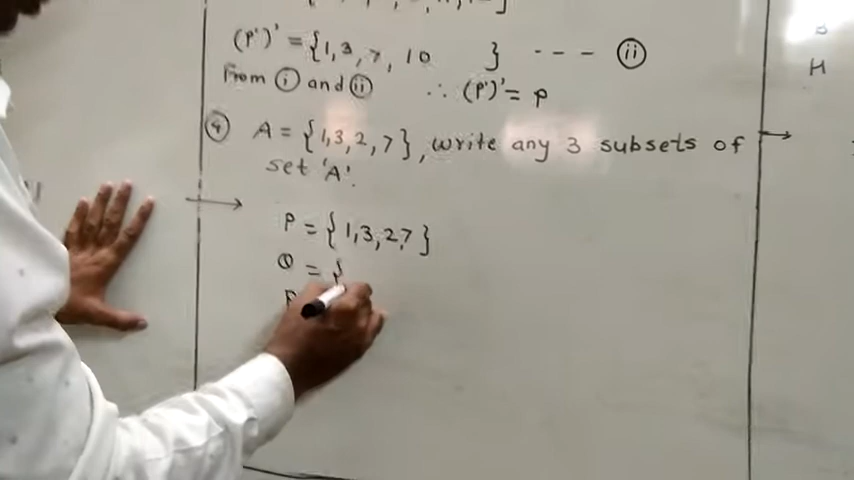 (P')' = {1, 3, 7, 10 } --- (ii)
From (i) and (ii) ∴ (P')' = P
(4) A = {1,3,2,7}, write any 3 subsets of
set 'A'.
→ P = {1,3,2,7}
Q = {
H